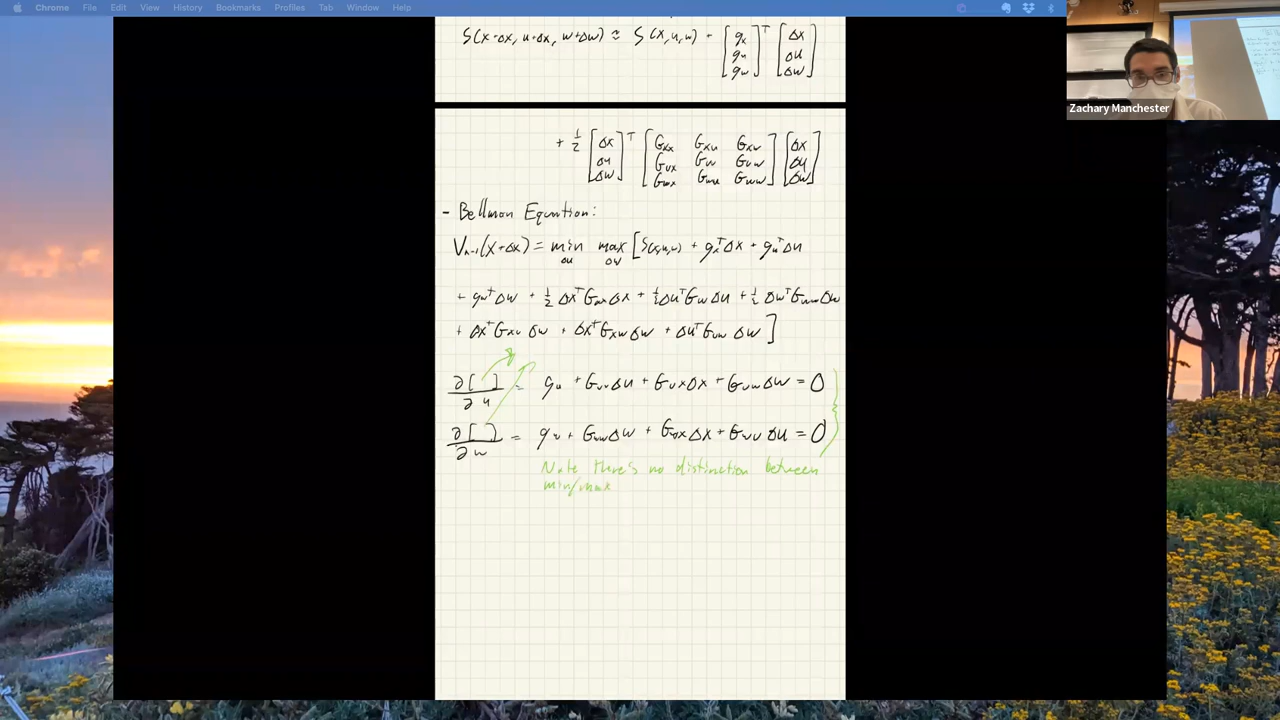 Chrome File Edit View History Bookmarks Profiles Tab Window Help
Zachary Manchester
S(x+Δx, u+Δu, w+Δw) ≈ S(x,u,w) + [gx gu gw]ᵀ [Δx Δu Δw]
+ 1/2 [Δx Δu Δw]ᵀ [Gxx Gxu Gxw; Gux Guu Guw; Gwx Gwu Gww] [Δx Δu Δw]
- Bellman Equation:
Vn-1(x+Δx) = min Δu max Δw [S(x,u,w) + gxᵀΔx + guᵀΔu
+ gwᵀΔw + 1/2 ΔxᵀGxxΔx + 1/2 ΔuᵀGuuΔu + 1/2 ΔwᵀGwwΔw
+ ΔxᵀGxuΔu + ΔxᵀGxwΔw + ΔuᵀGuwΔw ]
∂[ ]/∂u = gu + GuuΔu + GuxΔx + GuwΔw = 0
∂[ ]/∂w = gw + GwwΔw + GwxΔx + GwuΔu = 0
Note there's no distinction between
min/max